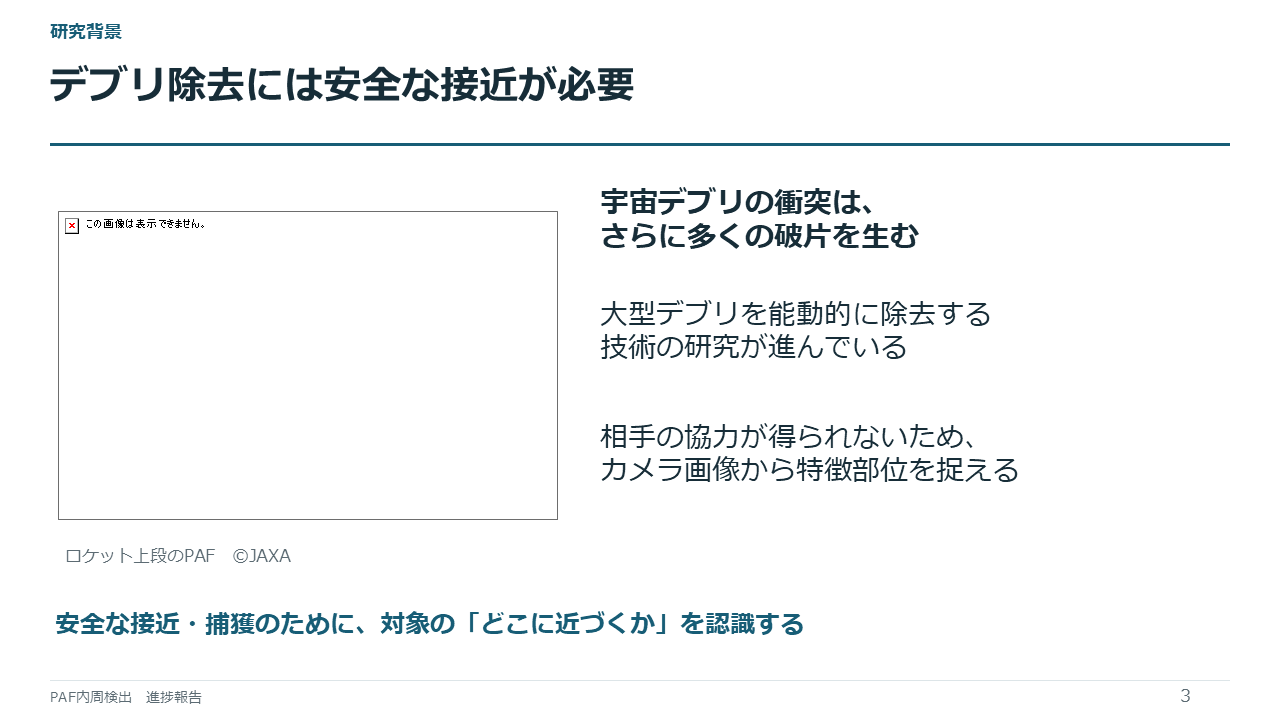 研究背景
デブリ除去には安全な接近が必要
この画像は表示できません。
宇宙デブリの衝突は、
さらに多くの破片を生む
大型デブリを能動的に除去する
技術の研究が進んでいる
相手の協力が得られないため、
カメラ画像から特徴部位を捉える
ロケット上段のPAF　©JAXA
安全な接近・捕獲のために、対象の「どこに近づくか」を認識する
PAF内周検出　進捗報告
3